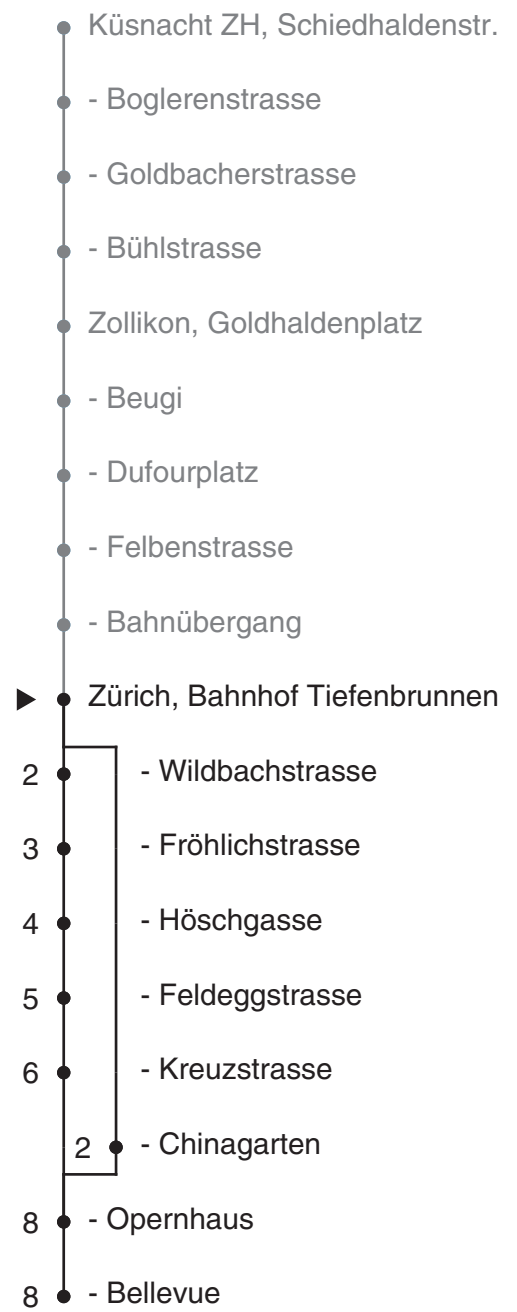 Küsnacht ZH, Schiedhaldenstr.
- Boglerenstrasse
- Goldbacherstrasse
- Bühlstrasse
Zollikon, Goldhaldenplatz
- Beugi
- Dufourplatz
- Felbenstrasse
- Bahnübergang
Zürich, Bahnhof Tiefenbrunnen
2 - Wildbachstrasse
3 - Fröhlichstrasse
4 - Höschgasse
5 - Feldeggstrasse
6 - Kreuzstrasse
2 - Chinagarten
8 - Opernhaus
8 - Bellevue